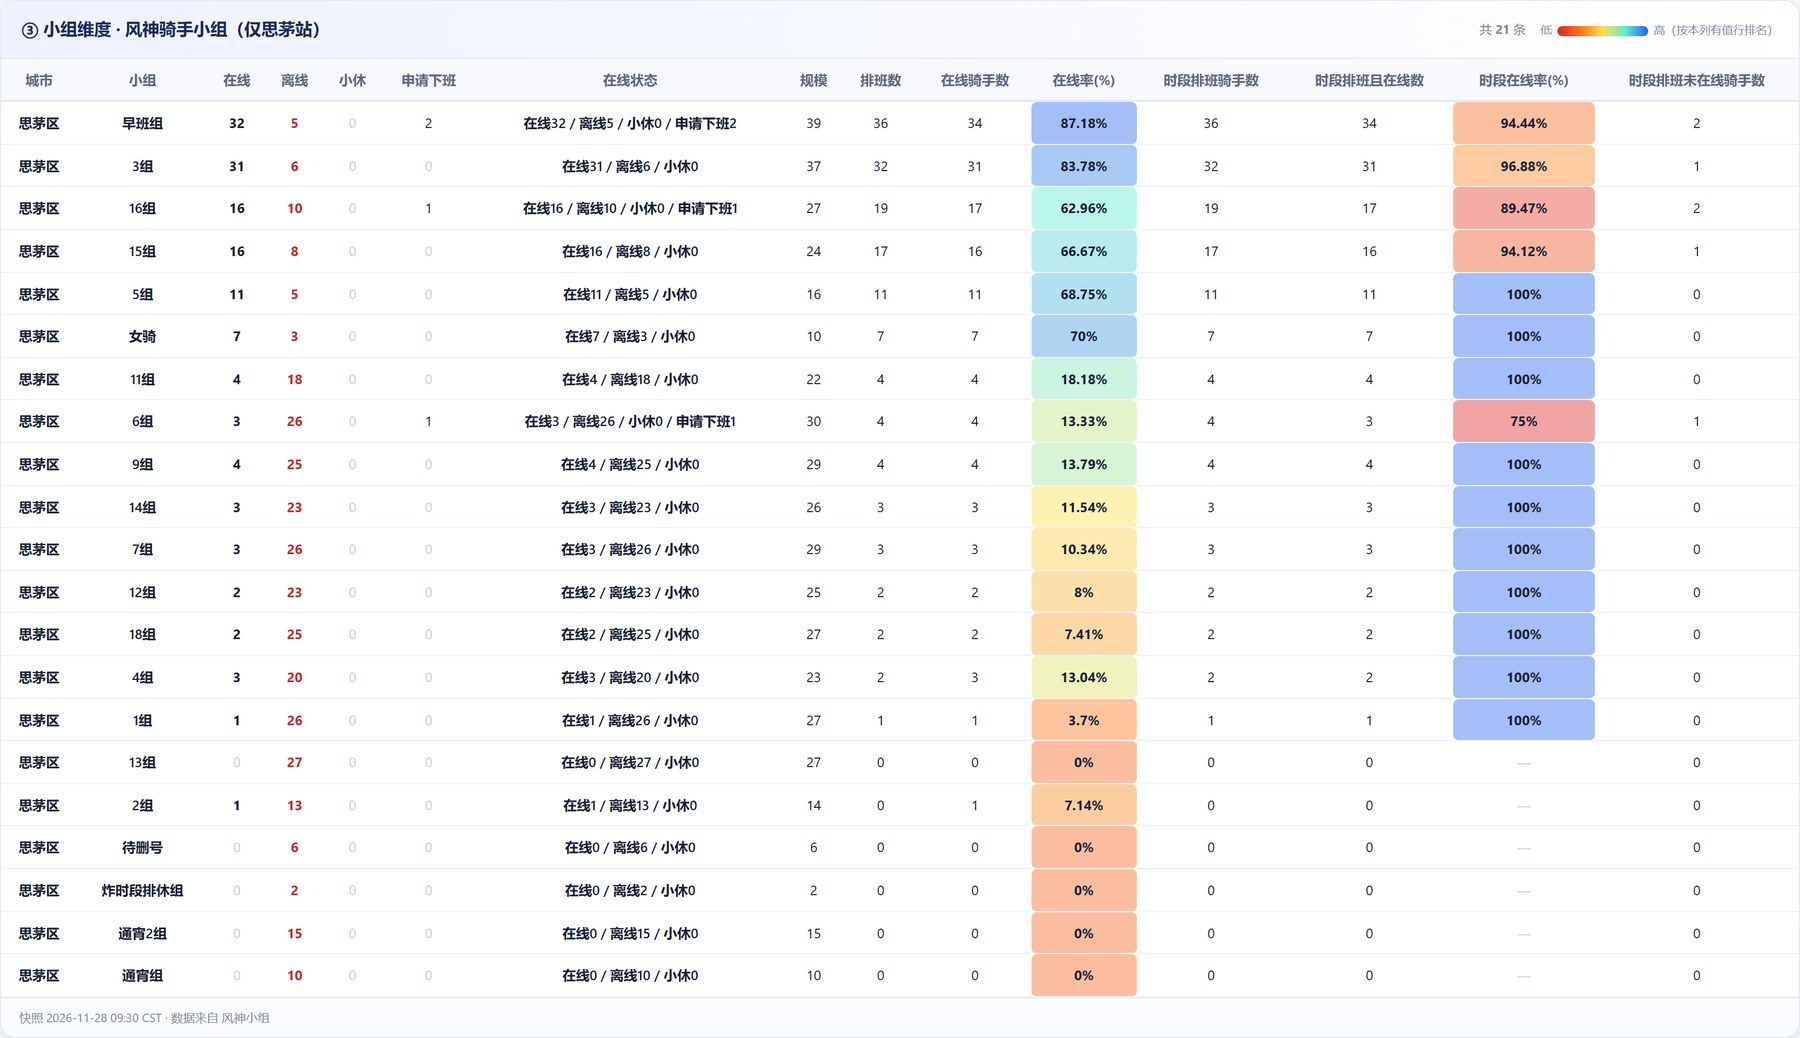 ③ 小组维度 · 风神骑手小组（仅思茅站）
共 21 条 低 高 (按本列有值行排名)
城市 小组 在线 离线 小休 申请下班 在线状态 规模 排班数 在线骑手数 在线率(%) 时段排班骑手数 时段排班且在线数 时段在线率(%) 时段排班未在线骑手数
思茅区 早班组 32 5 0 2 在线32 / 离线5 / 小休0 / 申请下班2 39 36 34 87.18% 36 34 94.44% 2
思茅区 3组 31 6 0 0 在线31 / 离线6 / 小休0 37 32 31 83.78% 32 31 96.88% 1
思茅区 16组 16 10 0 1 在线16 / 离线10 / 小休0 / 申请下班1 27 19 17 62.96% 19 17 89.47% 2
思茅区 15组 16 8 0 0 在线16 / 离线8 / 小休0 24 17 16 66.67% 17 16 94.12% 1
思茅区 5组 11 5 0 0 在线11 / 离线5 / 小休0 16 11 11 68.75% 11 11 100% 0
思茅区 女骑 7 3 0 0 在线7 / 离线3 / 小休0 10 7 7 70% 7 7 100% 0
思茅区 11组 4 18 0 0 在线4 / 离线18 / 小休0 22 4 4 18.18% 4 4 100% 0
思茅区 6组 3 26 0 1 在线3 / 离线26 / 小休0 / 申请下班1 30 4 4 13.33% 4 3 75% 1
思茅区 9组 4 25 0 0 在线4 / 离线25 / 小休0 29 4 4 13.79% 4 4 100% 0
思茅区 14组 3 23 0 0 在线3 / 离线23 / 小休0 26 3 3 11.54% 3 3 100% 0
思茅区 7组 3 26 0 0 在线3 / 离线26 / 小休0 29 3 3 10.34% 3 3 100% 0
思茅区 12组 2 23 0 0 在线2 / 离线23 / 小休0 25 2 2 8% 2 2 100% 0
思茅区 18组 2 25 0 0 在线2 / 离线25 / 小休0 27 2 2 7.41% 2 2 100% 0
思茅区 4组 3 20 0 0 在线3 / 离线20 / 小休0 23 2 3 13.04% 2 2 100% 0
思茅区 1组 1 26 0 0 在线1 / 离线26 / 小休0 27 1 1 3.7% 1 1 100% 0
思茅区 13组 0 27 0 0 在线0 / 离线27 / 小休0 27 0 0 0% 0 0 — 0
思茅区 2组 1 13 0 0 在线1 / 离线13 / 小休0 14 0 1 7.14% 0 0 — 0
思茅区 待删号 0 6 0 0 在线0 / 离线6 / 小休0 6 0 0 0% 0 0 — 0
思茅区 炸时段排休组 0 2 0 0 在线0 / 离线2 / 小休0 2 0 0 0% 0 0 — 0
思茅区 通宵2组 0 15 0 0 在线0 / 离线15 / 小休0 15 0 0 0% 0 0 — 0
思茅区 通宵组 0 10 0 0 在线0 / 离线10 / 小休0 10 0 0 0% 0 0 — 0
快照 2026-11-28 09:30 CST · 数据来自 风神小组